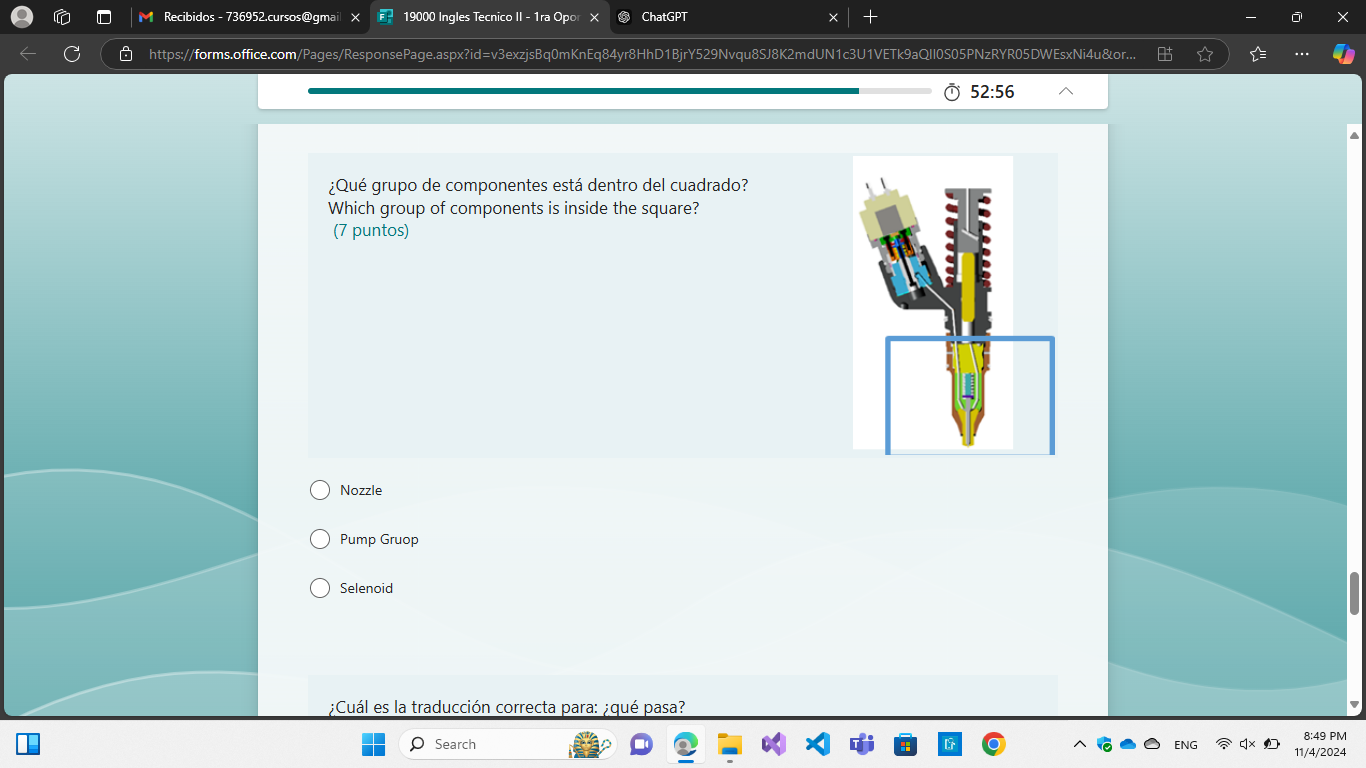 Recibidos - 736952.cursos@gmail
19000 Ingles Tecnico II - 1ra Opor
ChatGPT
https://forms.office.com/Pages/ResponsePage.aspx?id=v3exzjsBq0mKnEq84yr8HhD1BjrY529Nvqu8SJ8K2mdUN1c3U1VETk9aQlI0S05PNzRYR05DWEsxNi4u&or...
52:56
¿Qué grupo de componentes está dentro del cuadrado?
Which group of components is inside the square?
(7 puntos)
Nozzle
Pump Gruop
Selenoid
¿Cuál es la traducción correcta para: ¿qué pasa?
Search
ENG
8:49 PM
11/4/2024